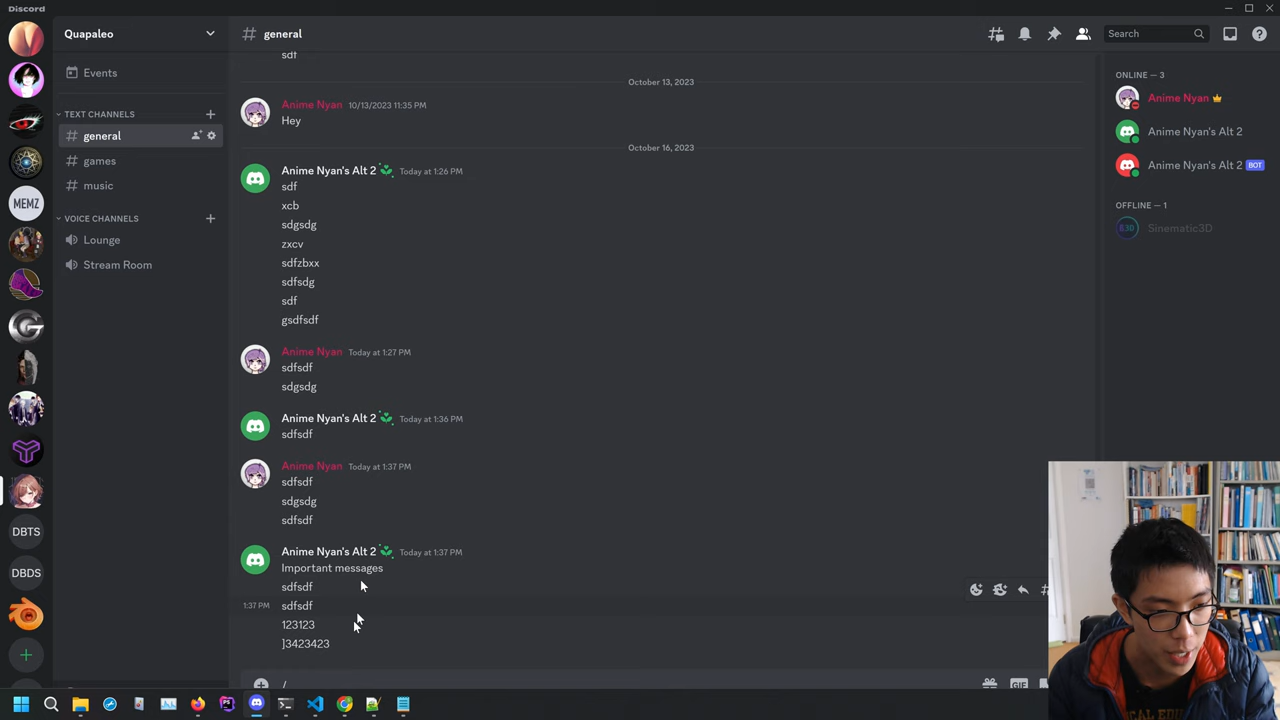 Discord
Quapaleo
Events
TEXT CHANNELS
general
games
music
VOICE CHANNELS
Lounge
Stream Room
MEMZ
DBTS
DBDS
# general
Search
sdf
October 13, 2023
Anime Nyan 10/13/2023 11:35 PM
Hey
October 16, 2023
Anime Nyan's Alt 2 Today at 1:26 PM
sdf
xcb
sdgsdg
zxcv
sdfzbxx
sdfsdg
sdf
gsdfsdf
Anime Nyan Today at 1:27 PM
sdfsdf
sdgsdg
Anime Nyan's Alt 2 Today at 1:36 PM
sdfsdf
Anime Nyan Today at 1:37 PM
sdfsdf
sdgsdg
sdfsdf
Anime Nyan's Alt 2 Today at 1:37 PM
Important messages
sdfsdf
1:37 PM sdfsdf
123123
]3423423
/
GIF
ONLINE — 3
Anime Nyan
Anime Nyan's Alt 2
Anime Nyan's Alt 2 BOT
OFFLINE — 1
Sinematic3D